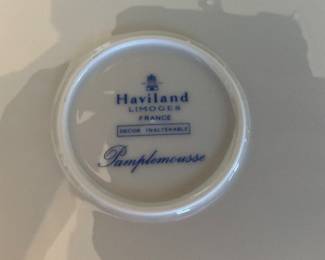 Haviland
LIMOGES
FRANCE
DECOR INALTERABLE
Pamplemousse